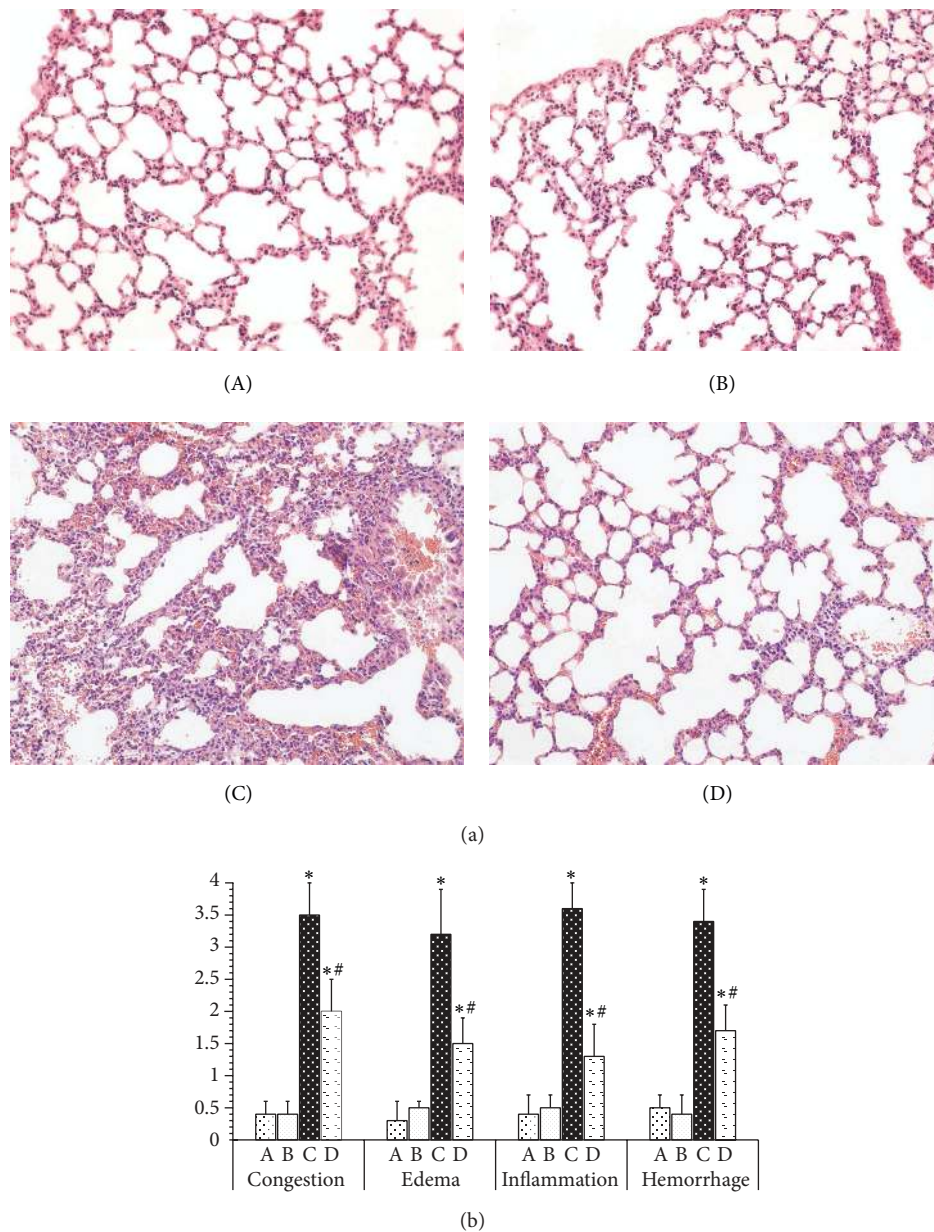 (A) (B)
(C) (D)
(a)
4
3.5
3
2.5
2
1.5
1
0.5
0
* * * *
*# *# *# *#
A B C D A B C D A B C D A B C D
Congestion Edema Inflammation Hemorrhage
(b)